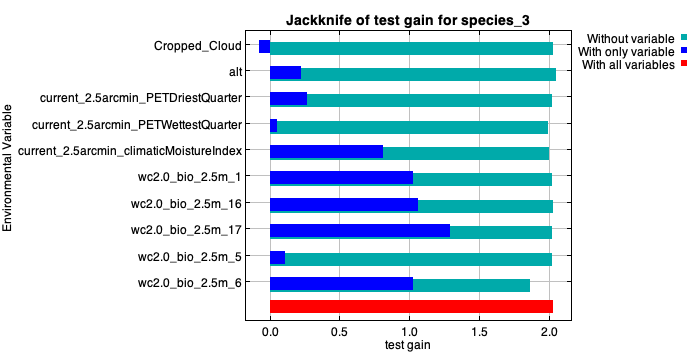 Jackknife of test gain for species_3
Without variable
With only variable
With all variables
Environmental Variable
Cropped_Cloud
alt
current_2.5arcmin_PETDriestQuarter
current_2.5arcmin_PETWettestQuarter
current_2.5arcmin_climaticMoistureIndex
wc2.0_bio_2.5m_1
wc2.0_bio_2.5m_16
wc2.0_bio_2.5m_17
wc2.0_bio_2.5m_5
wc2.0_bio_2.5m_6
0.0 0.5 1.0 1.5 2.0
test gain